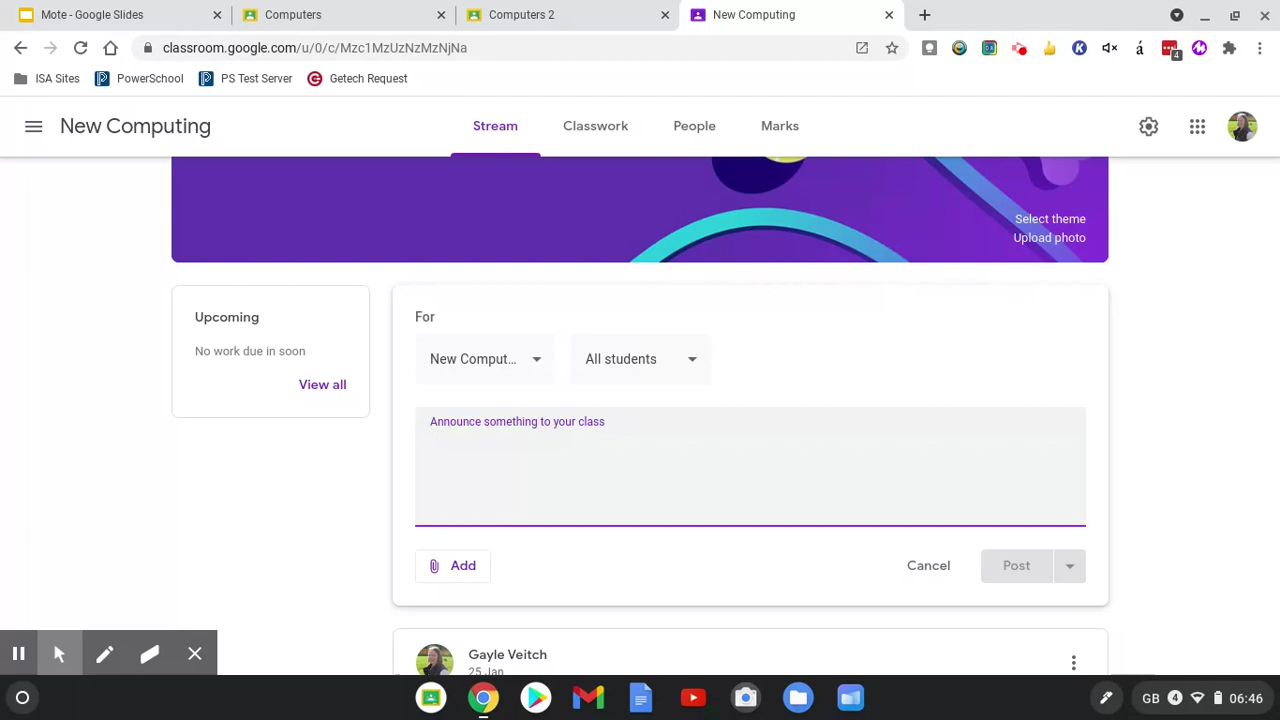 Mote - Google Slides
Computers
Computers 2
New Computing
classroom.google.com/u/0/c/Mzc1MzUzNzMzNjNa
4
ISA Sites
PowerSchool
PS Test Server
Getech Request
New Computing
Stream
Classwork
People
Marks
Select theme
Upload photo
Upcoming
No work due in soon
View all
For
New Comput...
All students
Announce something to your class
Add
Cancel
Post
Gayle Veitch
25 Jan
GB
4
06:46